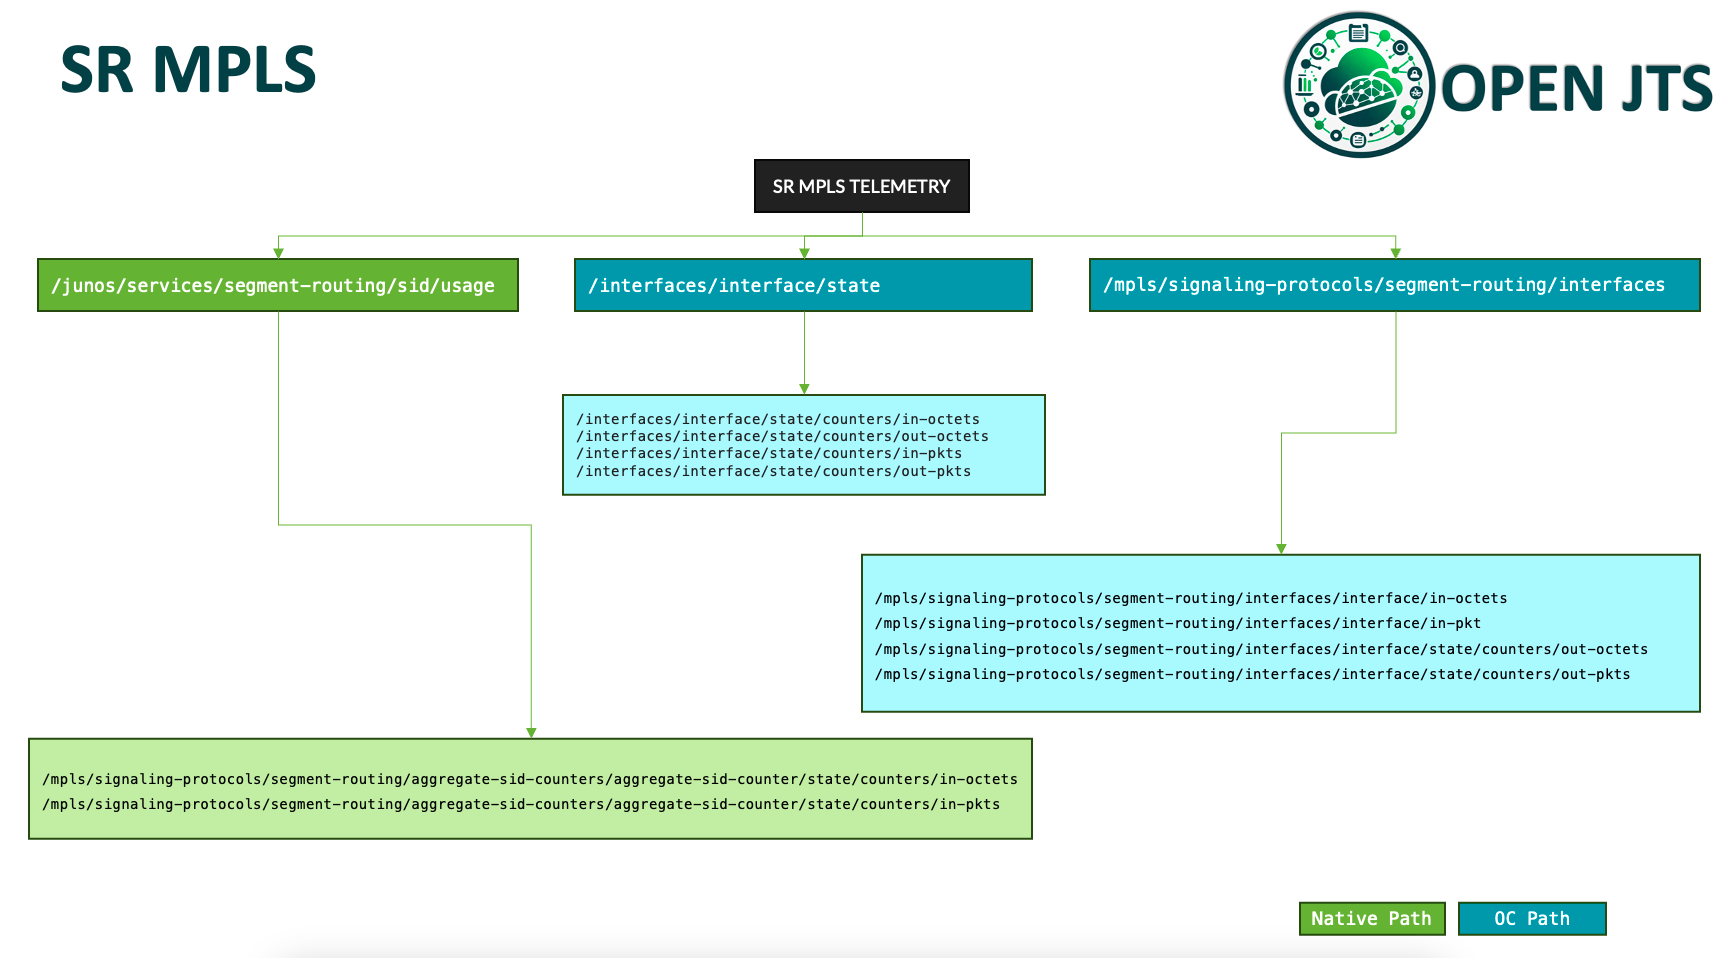 SR MPLS
OPEN JTS
SR MPLS TELEMETRY
/junos/services/segment-routing/sid/usage
/interfaces/interface/state
/mpls/signaling-protocols/segment-routing/interfaces
/interfaces/interface/state/counters/in-octets
/interfaces/interface/state/counters/out-octets
/interfaces/interface/state/counters/in-pkts
/interfaces/interface/state/counters/out-pkts
/mpls/signaling-protocols/segment-routing/interfaces/interface/in-octets
/mpls/signaling-protocols/segment-routing/interfaces/interface/in-pkt
/mpls/signaling-protocols/segment-routing/interfaces/interface/state/counters/out-octets
/mpls/signaling-protocols/segment-routing/interfaces/interface/state/counters/out-pkts
/mpls/signaling-protocols/segment-routing/aggregate-sid-counters/aggregate-sid-counter/state/counters/in-octets
/mpls/signaling-protocols/segment-routing/aggregate-sid-counters/aggregate-sid-counter/state/counters/in-pkts
Native Path
OC Path